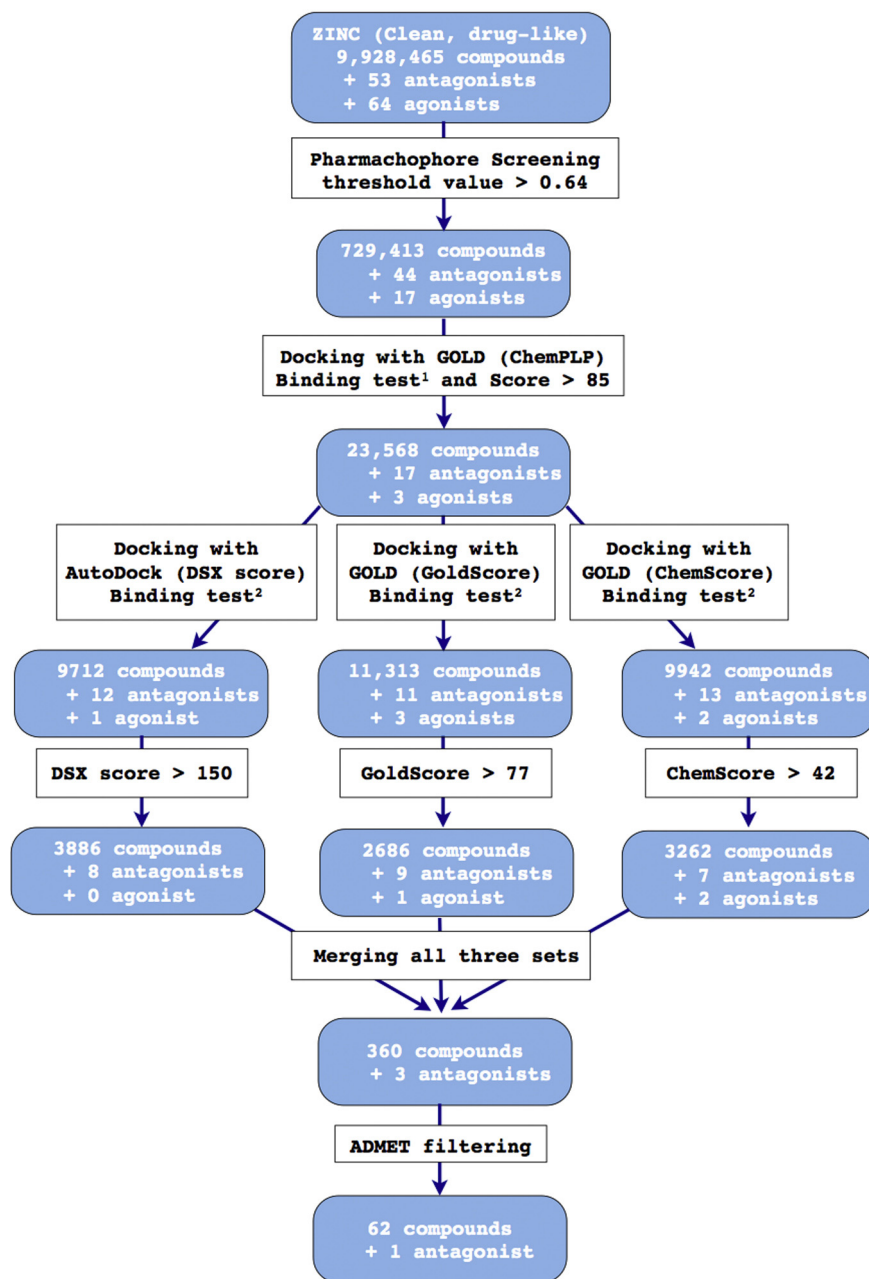 ZINC (Clean, drug-like)
9,928,465 compounds
+ 53 antagonists
+ 64 agonists
Pharmachophore Screening
threshold value > 0.64
729,413 compounds
+ 44 antagonists
+ 17 agonists
Docking with GOLD (ChemPLP)
Binding test¹ and Score > 85
23,568 compounds
+ 17 antagonists
+ 3 agonists
Docking with
AutoDock (DSX score)
Binding test²
Docking with
GOLD (GoldScore)
Binding test²
Docking with
GOLD (ChemScore)
Binding test²
9712 compounds
+ 12 antagonists
+ 1 agonist
11,313 compounds
+ 11 antagonists
+ 3 agonists
9942 compounds
+ 13 antagonists
+ 2 agonists
DSX score > 150
GoldScore > 77
ChemScore > 42
3886 compounds
+ 8 antagonists
+ 0 agonist
2686 compounds
+ 9 antagonists
+ 1 agonist
3262 compounds
+ 7 antagonists
+ 2 agonists
Merging all three sets
360 compounds
+ 3 antagonists
ADMET filtering
62 compounds
+ 1 antagonist